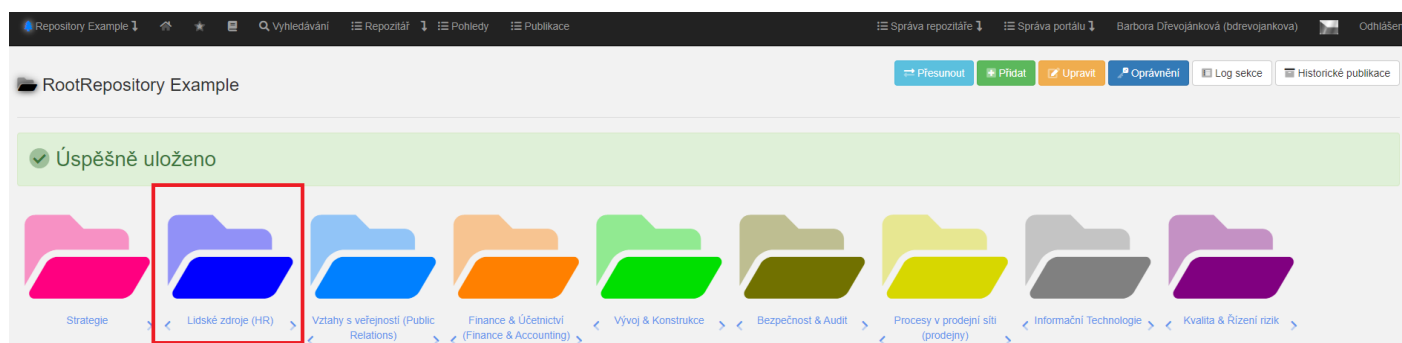 Repository Example
Vyhledávání
Repozitář
Pohledy
Publikace
Správa repozitáře
Správa portálu
Barbora Dřevojánková (bdrevojankova)
Odhlášen
RootRepository Example
Přesunout
Přidat
Upravit
Oprávnění
Log sekce
Historické publikace
Úspěšně uloženo
Strategie
Lidské zdroje (HR)
Vztahy s veřejností (Public
Relations)
Finance & Účetnictví
(Finance & Accounting)
Vývoj & Konstrukce
Bezpečnost & Audit
Procesy v prodejní síti
(prodejny)
Informační Technologie
Kvalita & Řízení rizik